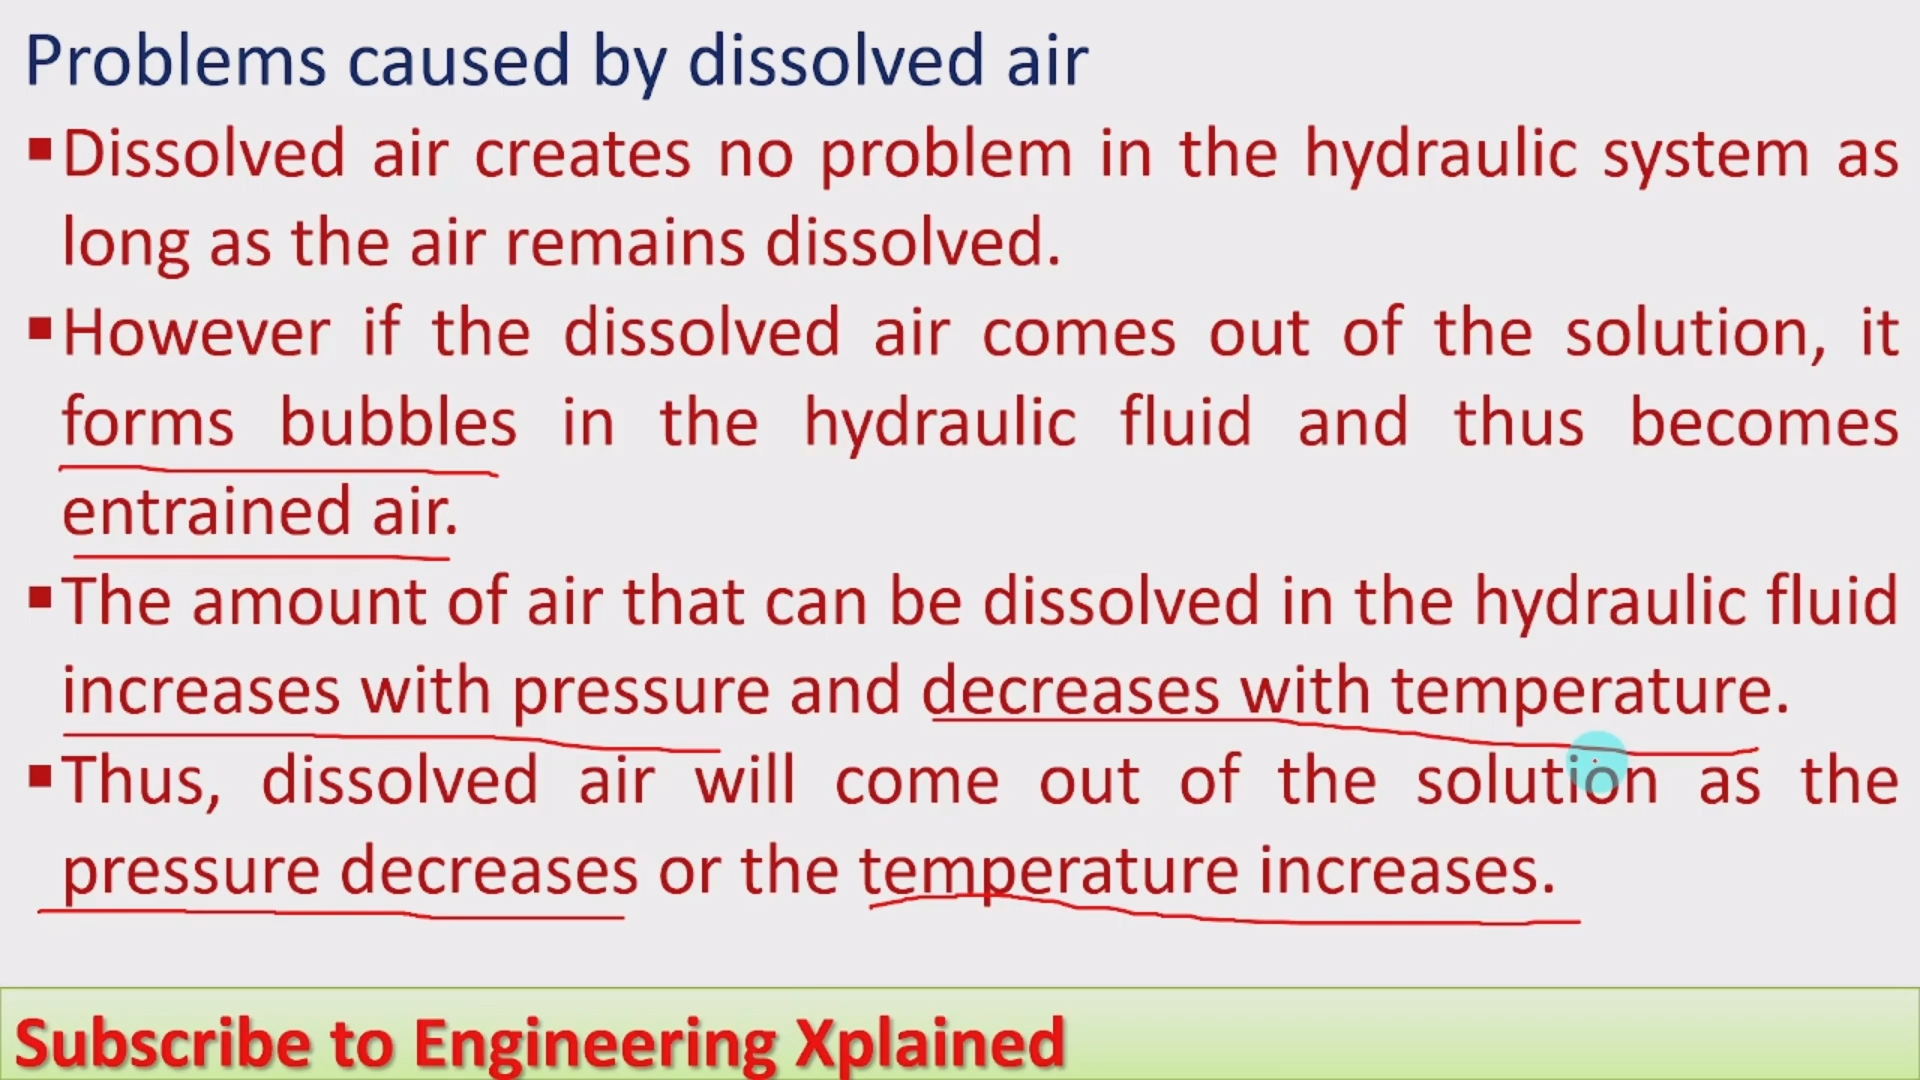 Problems caused by dissolved air
▪Dissolved air creates no problem in the hydraulic system as
long as the air remains dissolved.
▪However if the dissolved air comes out of the solution, it
forms bubbles in the hydraulic fluid and thus becomes
entrained air.
▪The amount of air that can be dissolved in the hydraulic fluid
increases with pressure and decreases with temperature.
▪Thus, dissolved air will come out of the solution as the
pressure decreases or the temperature increases.
Subscribe to Engineering Xplained